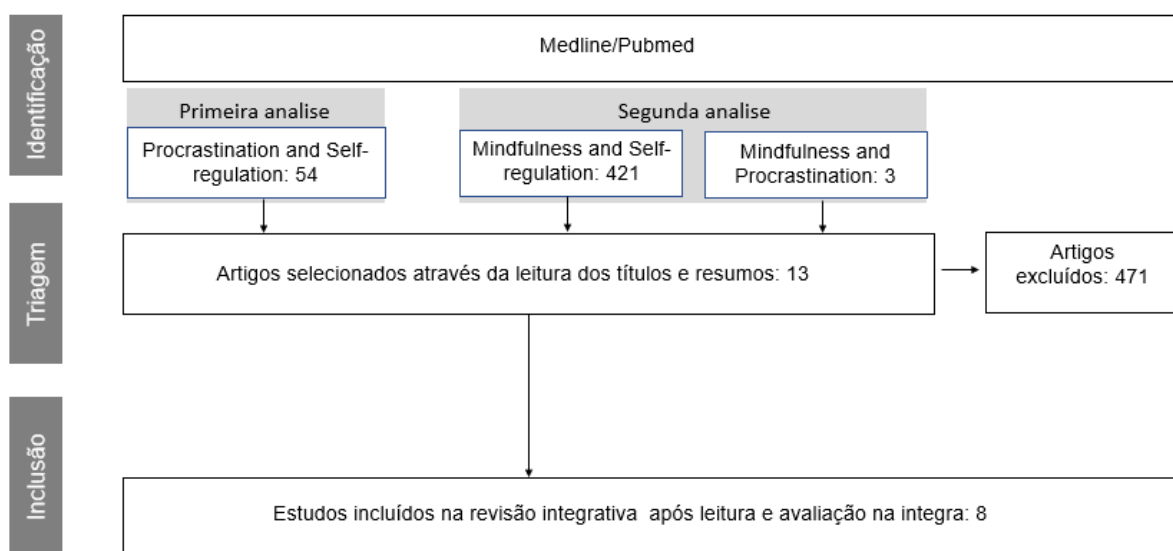 Identificação
Medline/Pubmed
Primeira analise
Segunda analise
Procrastination and Self-
regulation: 54
Mindfulness and Self-
regulation: 421
Mindfulness and
Procrastination: 3
Triagem
Artigos selecionados através da leitura dos títulos e resumos: 13
Artigos
excluídos: 471
Inclusão
Estudos incluídos na revisão integrativa após leitura e avaliação na integra: 8